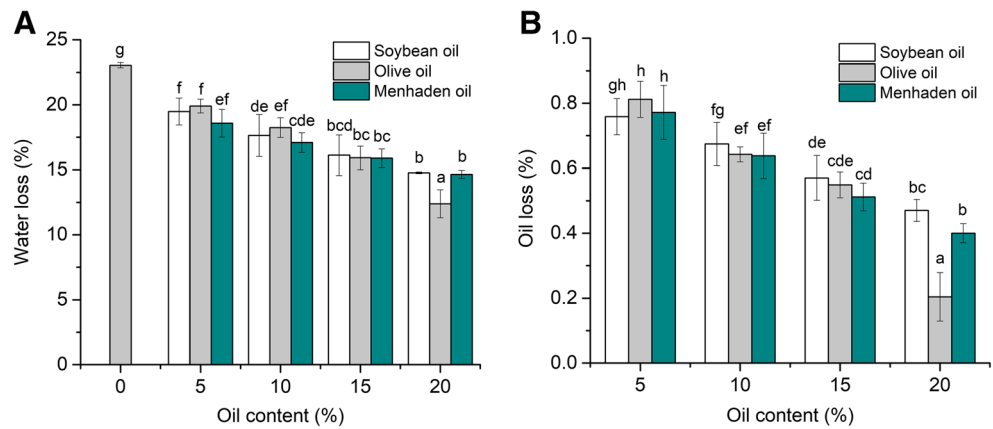 A
Water loss (%)
25
20
15
10
5
0
Soybean oil
Olive oil
Menhaden oil
g
f f ef
de ef cde
bcd bc bc
b a b
0 5 10 15 20
Oil content (%)
B
Oil loss (%)
1.0
0.8
0.6
0.4
0.2
0.0
Soybean oil
Olive oil
Menhaden oil
gh h h
fg ef ef
de cde cd
bc a b
5 10 15 20
Oil content (%)